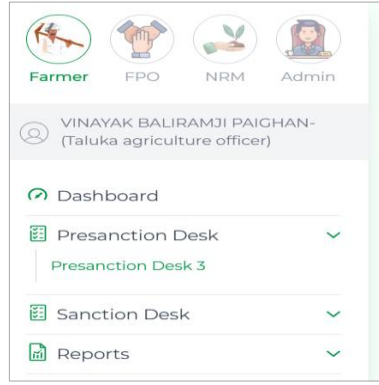 Farmer FPO NRM Admin
VINAYAK BALIRAMJI PAIGHAN-
(Taluka agriculture officer)
Dashboard
Presanction Desk
Presanction Desk 3
Sanction Desk
Reports